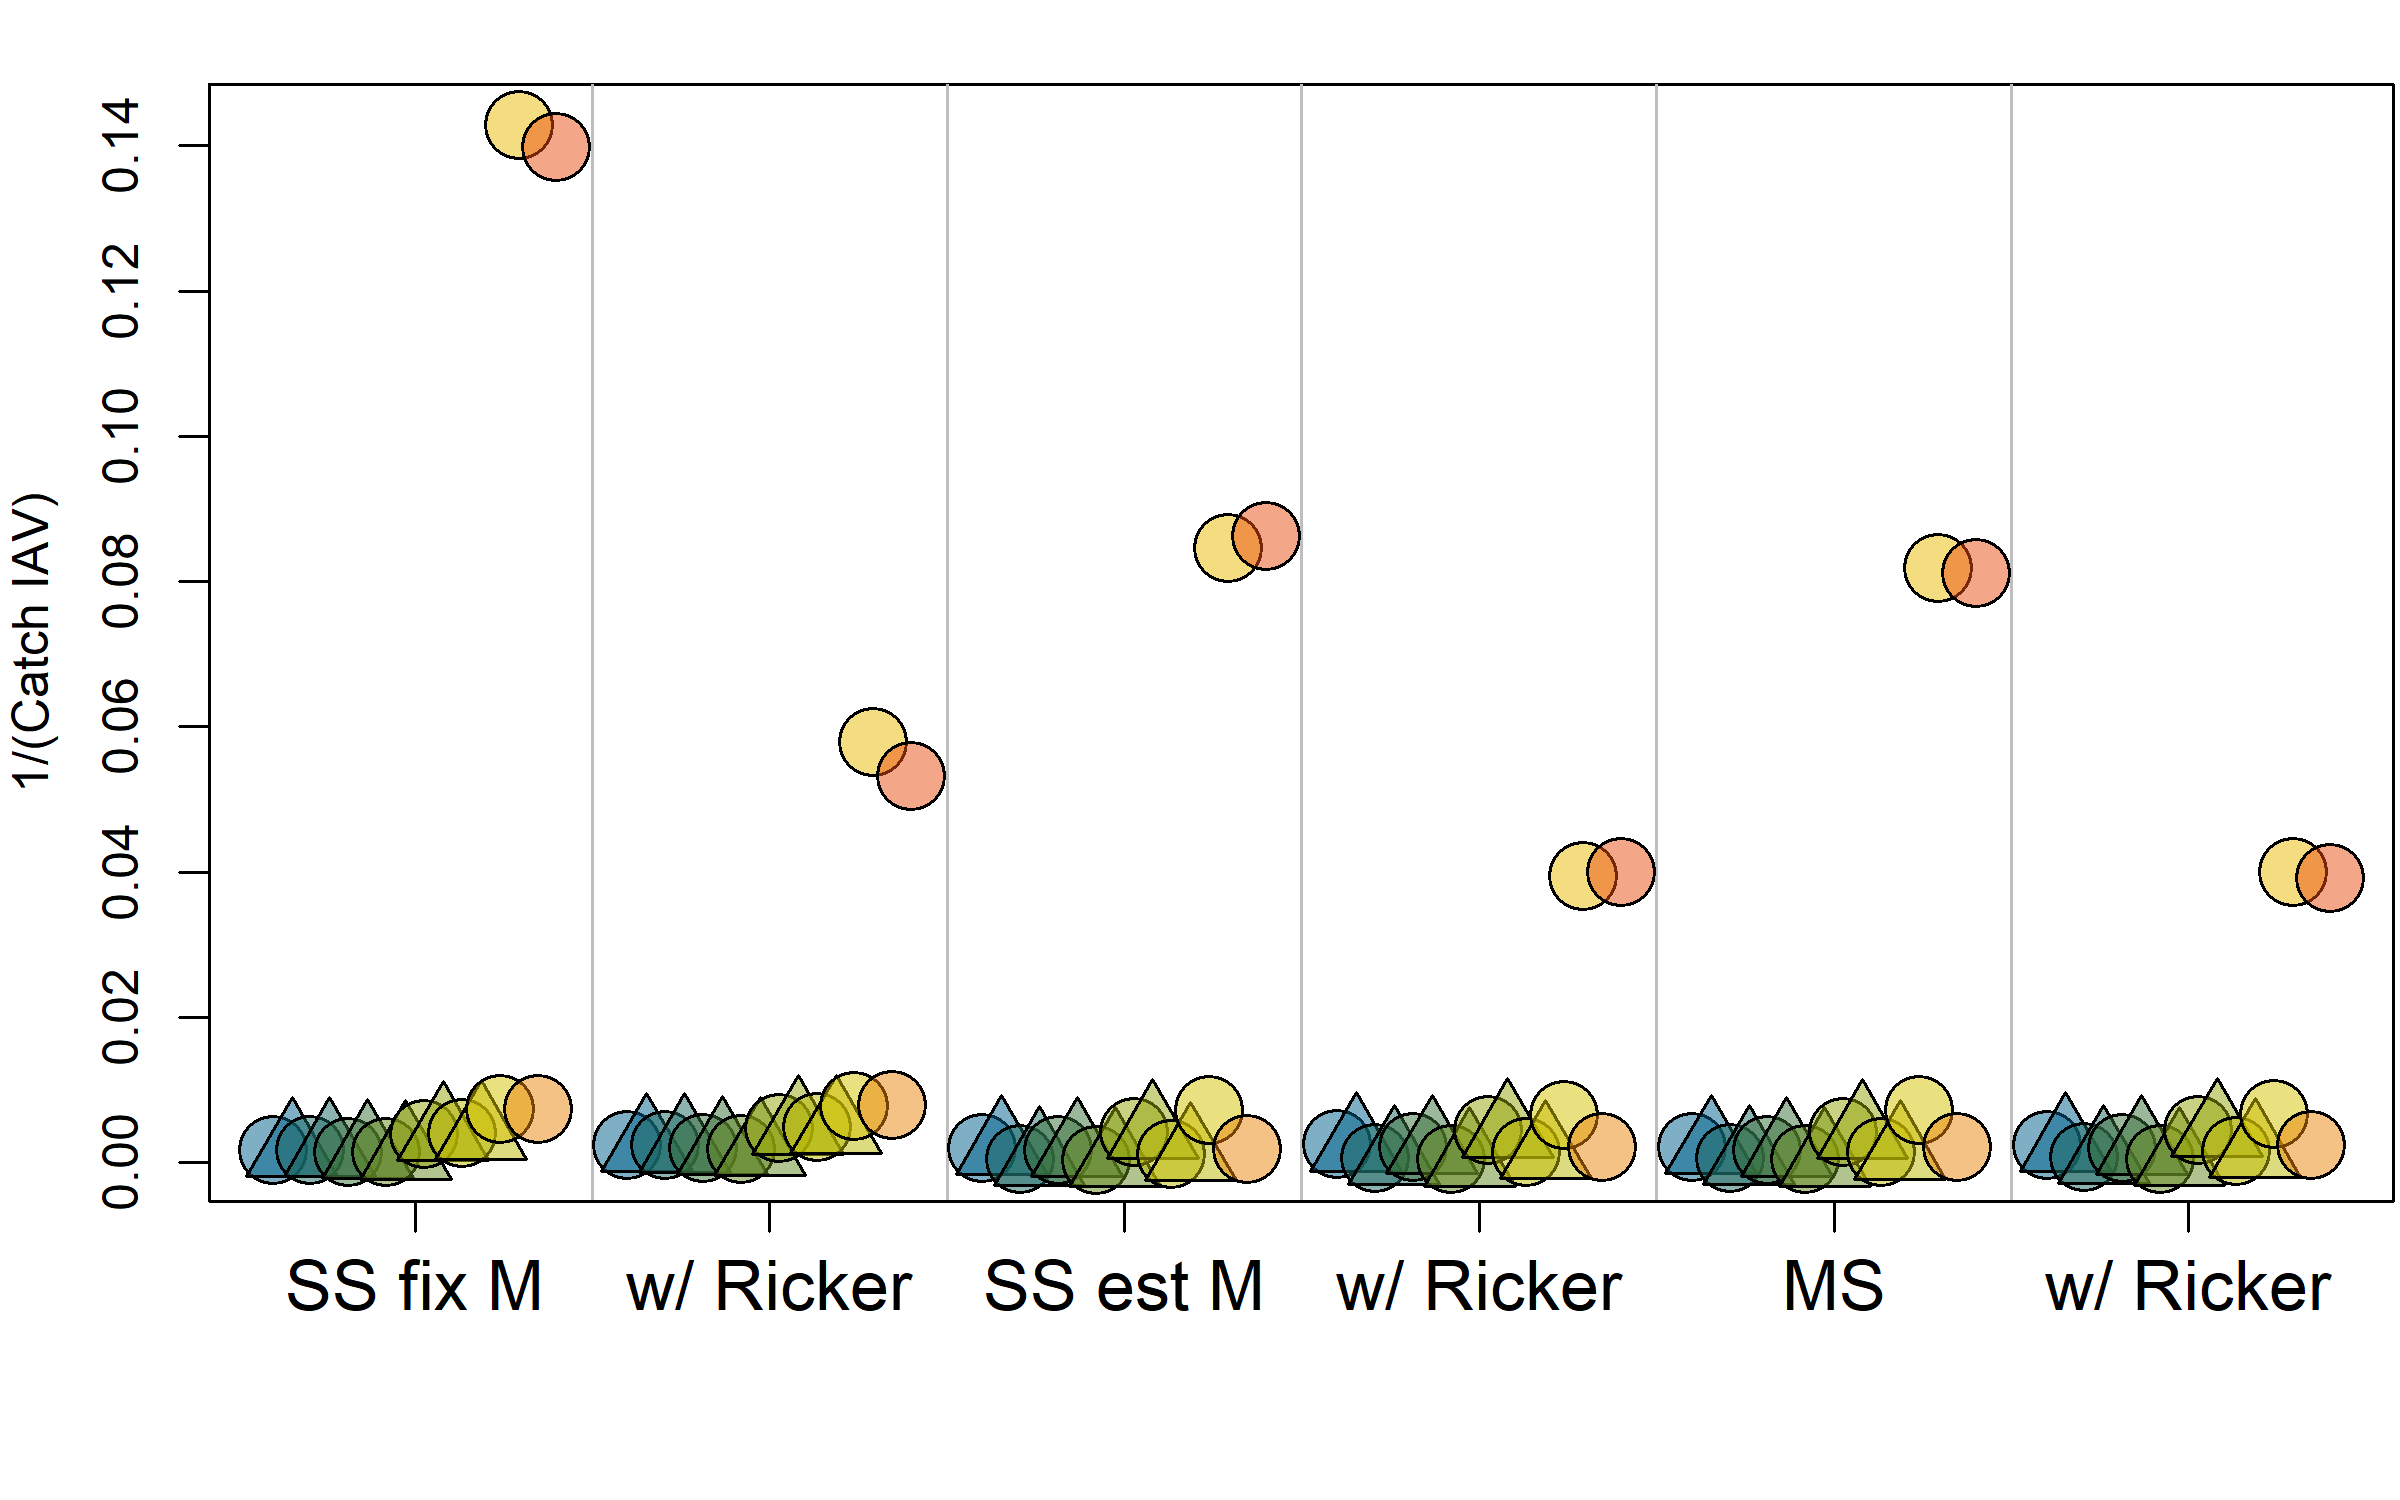 1/(Catch IAV)
0.14
0.12
0.10
0.08
0.06
0.04
0.02
0.00
SS fix M
w/ Ricker
SS est M
w/ Ricker
MS
w/ Ricker